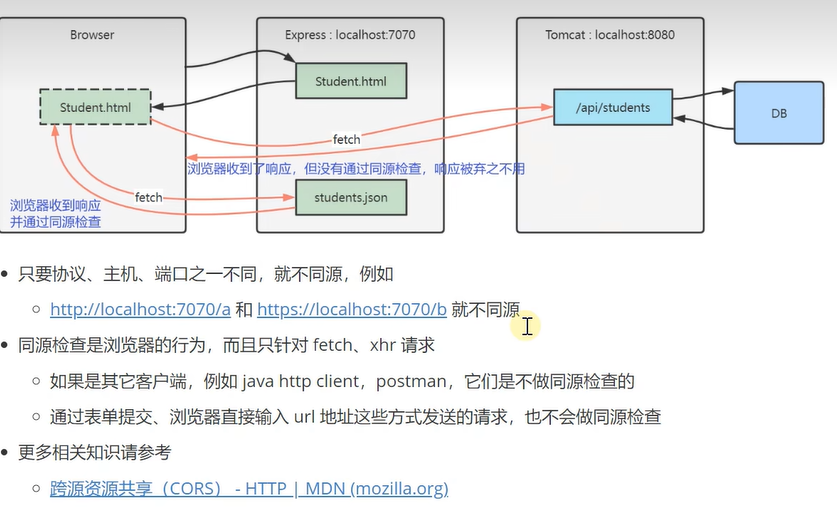 Browser
Express : localhost:7070
Tomcat : localhost:8080
Student.html
Student.html
/api/students
DB
fetch
浏览器收到了响应，但没有通过同源检查，响应被弃之不用
fetch
students.json
浏览器收到响应
并通过同源检查
只要协议、主机、端口之一不同，就不同源，例如
http://localhost:7070/a 和 https://localhost:7070/b 就不同源
同源检查是浏览器的行为，而且只针对 fetch、xhr 请求
如果是其它客户端，例如 java http client，postman，它们是不做同源检查的
通过表单提交、浏览器直接输入 url 地址这些方式发送的请求，也不会做同源检查
更多相关知识请参考
跨源资源共享（CORS） - HTTP | MDN (mozilla.org)